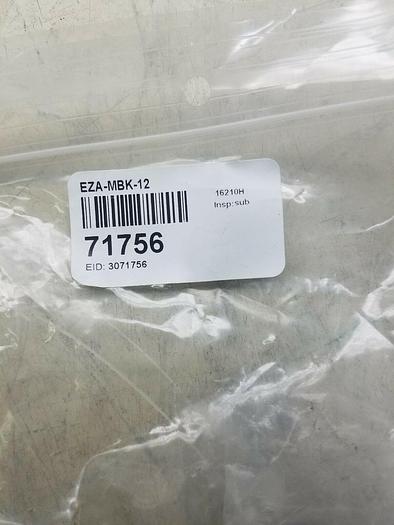 EZA-MBK-12
16210H
Insp:sub
71756
EID: 3071756